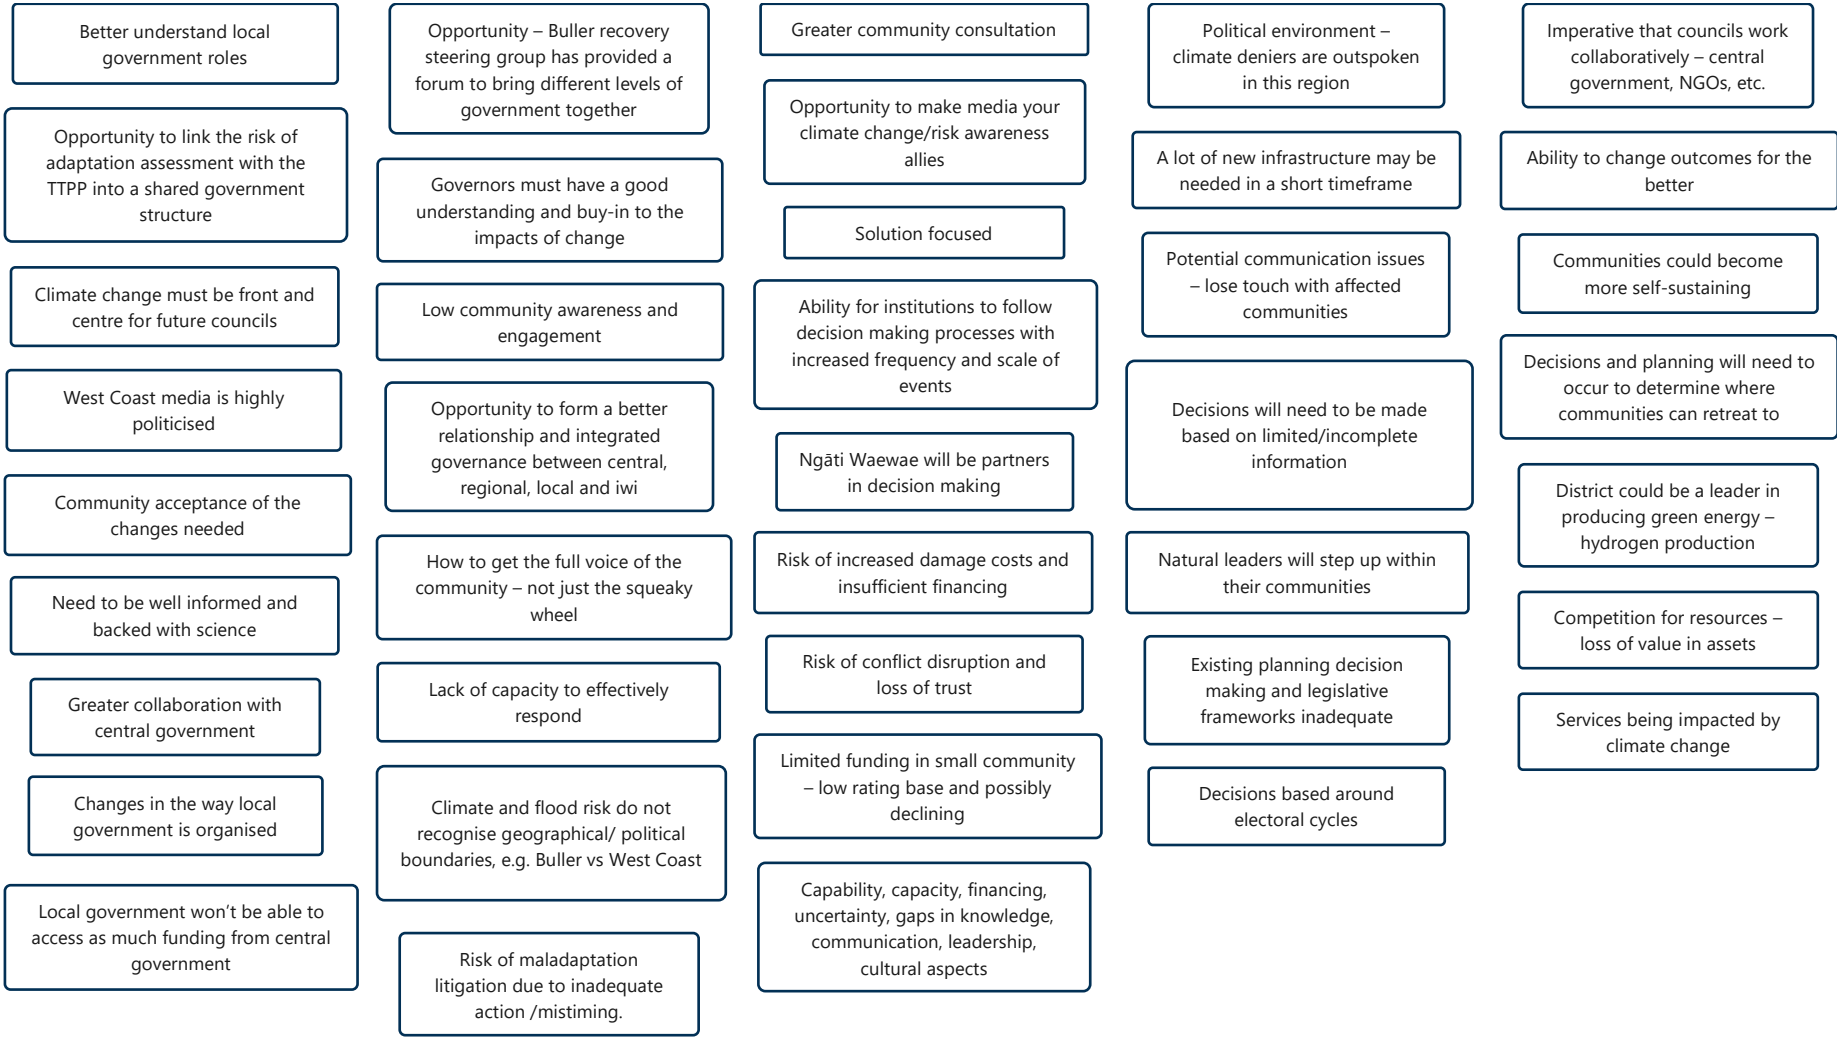 Better understand local
government roles
Opportunity to link the risk of
adaptation assessment with the
TTPP into a shared government
structure
Climate change must be front and
centre for future councils
West Coast media is highly
politicised
Community acceptance of the
changes needed
Need to be well informed and
backed with science
Greater collaboration with
central government
Changes in the way local
government is organised
Local government won’t be able to
access as much funding from central
government
Opportunity – Buller recovery
steering group has provided a
forum to bring different levels of
government together
Governors must have a good
understanding and buy-in to the
impacts of change
Low community awareness and
engagement
Opportunity to form a better
relationship and integrated
governance between central,
regional, local and iwi
How to get the full voice of the
community – not just the squeaky
wheel
Lack of capacity to effectively
respond
Climate and flood risk do not
recognise geographical/ political
boundaries, e.g. Buller vs West Coast
Risk of maladaptation
litigation due to inadequate
action /mistiming.
Greater community consultation
Opportunity to make media your
climate change/risk awareness
allies
Solution focused
Ability for institutions to follow
decision making processes with
increased frequency and scale of
events
Ngāti Waewae will be partners
in decision making
Risk of increased damage costs and
insufficient financing
Risk of conflict disruption and
loss of trust
Limited funding in small community
– low rating base and possibly
declining
Capability, capacity, financing,
uncertainty, gaps in knowledge,
communication, leadership,
cultural aspects
Political environment –
climate deniers are outspoken
in this region
A lot of new infrastructure may be
needed in a short timeframe
Potential communication issues
– lose touch with affected
communities
Decisions will need to be made
based on limited/incomplete
information
Natural leaders will step up within
their communities
Existing planning decision
making and legislative
frameworks inadequate
Decisions based around
electoral cycles
Imperative that councils work
collaboratively – central
government, NGOs, etc.
Ability to change outcomes for the
better
Communities could become
more self-sustaining
Decisions and planning will need to
occur to determine where
communities can retreat to
District could be a leader in
producing green energy –
hydrogen production
Competition for resources –
loss of value in assets
Services being impacted by
climate change